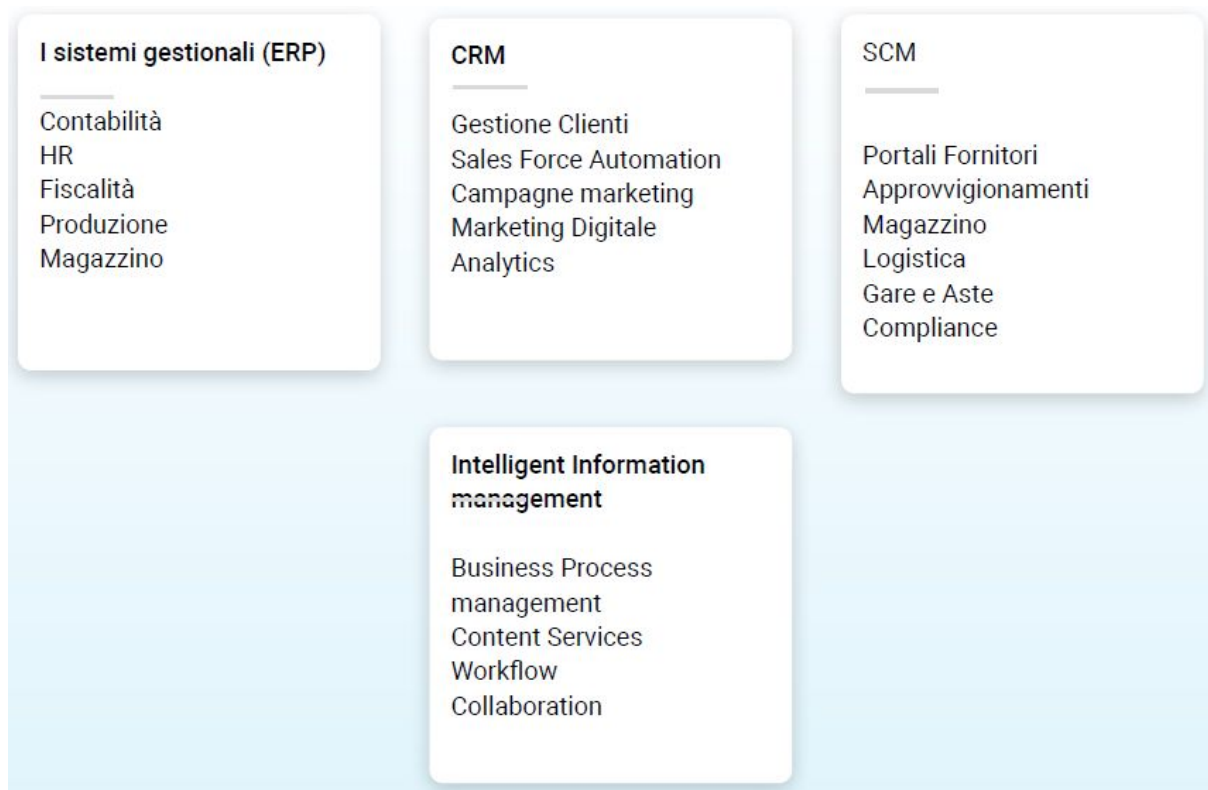 I sistemi gestionali (ERP)
Contabilità
HR
Fiscalità
Produzione
Magazzino
CRM
Gestione Clienti
Sales Force Automation
Campagne marketing
Marketing Digitale
Analytics
SCM
Portali Fornitori
Approvvigionamenti
Magazzino
Logistica
Gare e Aste
Compliance
Intelligent Information
management
Business Process
management
Content Services
Workflow
Collaboration